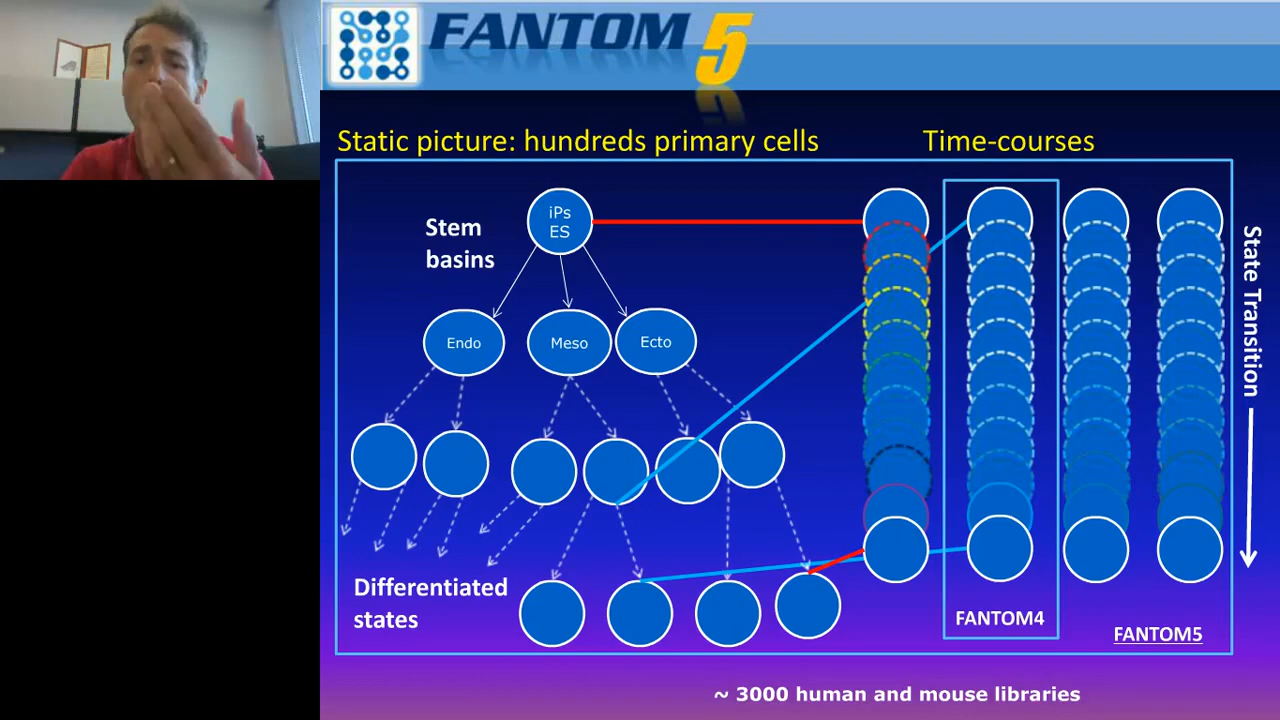 FANTOM 5
Static picture: hundreds primary cells
Time-courses
iPs
ES
Stem
basins
Endo
Meso
Ecto
State Transition
Differentiated
states
FANTOM4
FANTOM5
~ 3000 human and mouse libraries